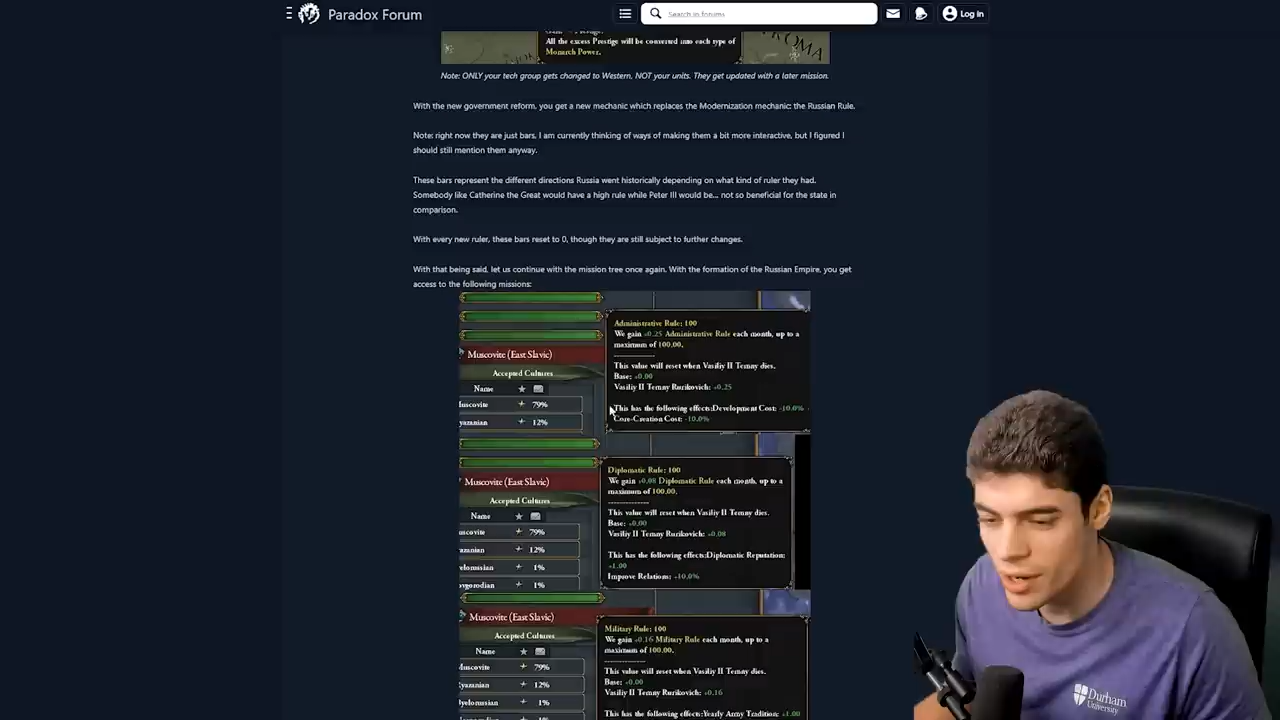 Paradox Forum
Search in forums
Log in
All the excess Prestige will be converted into each type of
Monarch Power.
Note: ONLY your tech group gets changed to Western, NOT your units. They get updated with a later mission.
With the new government reform, you get a new mechanic which replaces the Modernization mechanic: the Russian Rule.
Note: right now they are just bars, I am currently thinking of ways of making them a bit more interactive, but I figured I
should still mention them anyway.
These bars represent the different directions Russia went historically depending on what kind of ruler they had.
Somebody like Catherine the Great would have a high rule while Peter III would be... not so beneficial for the state in
comparison.
With every new ruler, these bars reset to 0, though they are still subject to further changes.
With that being said, let us continue with the mission tree once again. With the formation of the Russian Empire, you get
access to the following missions:
Administrative Rule: 100
We gain +0.25 Administrative Rule each month, up to a
maximum of 100.00.
---------------
This value will reset when Vasiliy II Temny dies.
Base: +0.00
Vasiliy II Temny Rurikovich: +0.25
This has the following effects:Development Cost: -10.0%
Core-Creation Cost: -10.0%
Muscovite (East Slavic)
Accepted Cultures
Name
Muscovite 79%
yazanian 12%
Diplomatic Rule: 100
We gain +0.08 Diplomatic Rule each month, up to a
maximum of 100.00.
---------------
This value will reset when Vasiliy II Temny dies.
Base: +0.00
Vasiliy II Temny Rurikovich: +0.08
This has the following effects:Diplomatic Reputation:
+1.00
Improve Relations: +10.0%
Muscovite (East Slavic)
Accepted Cultures
Name
uscovite 79%
azanian 12%
yelorussian 1%
ovgorodian 1%
Military Rule: 100
We gain +0.16 Military Rule each month, up to a
maximum of 100.00.
---------------
This value will reset when Vasiliy II Temny dies.
Base: +0.00
Vasiliy II Temny Rurikovich: +0.16
This has the following effects:Yearly Army Tradition: +1.00
Muscovite (East Slavic)
Accepted Cultures
Name
Muscovite 79%
yazanian 12%
yelorussian 1%
1%
Durham
University